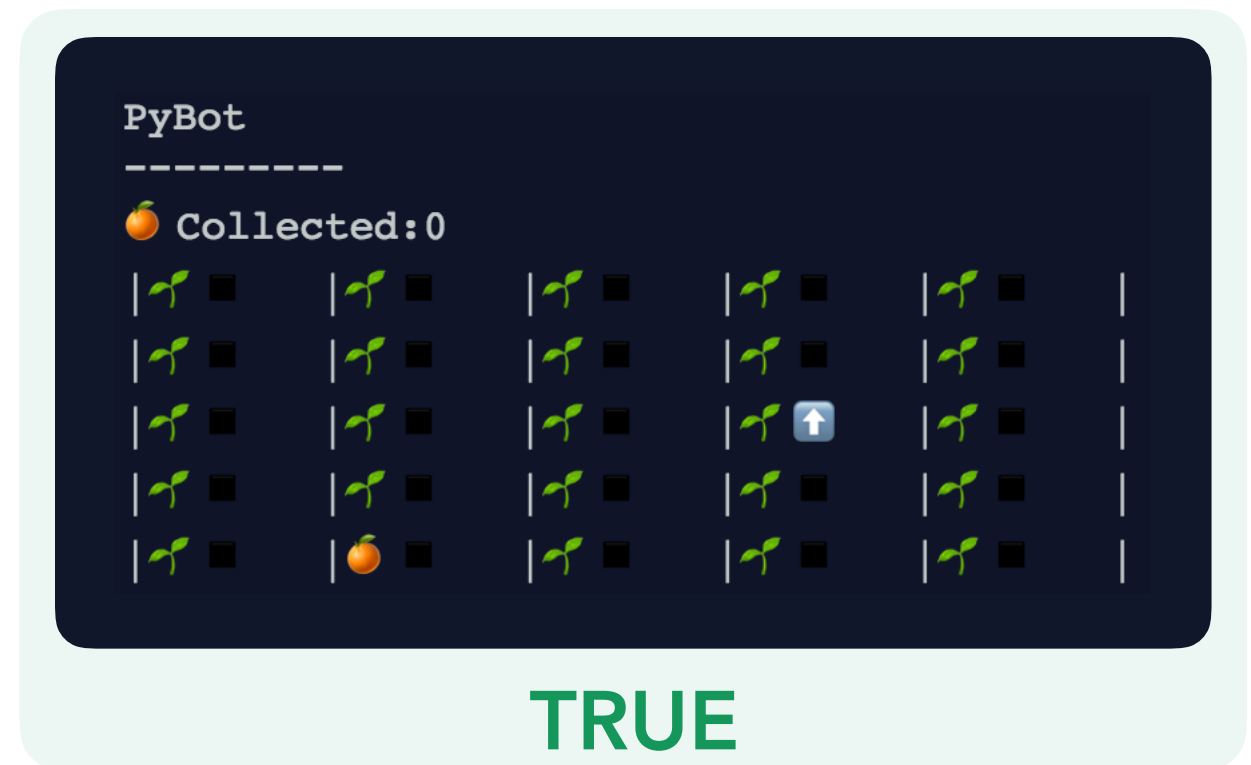 PyBot
---------
🍊 Collected:0
|🌱 ◼ |🌱 ◼ |🌱 ◼ |🌱 ◼ |🌱 ◼ |
|🌱 ◼ |🌱 ◼ |🌱 ◼ |🌱 ◼ |🌱 ◼ |
|🌱 ◼ |🌱 ◼ |🌱 ◼ |🌱 ⬆️ |🌱 ◼ |
|🌱 ◼ |🌱 ◼ |🌱 ◼ |🌱 ◼ |🌱 ◼ |
|🌱 ◼ |🍊 ◼ |🌱 ◼ |🌱 ◼ |🌱 ◼ |
TRUE